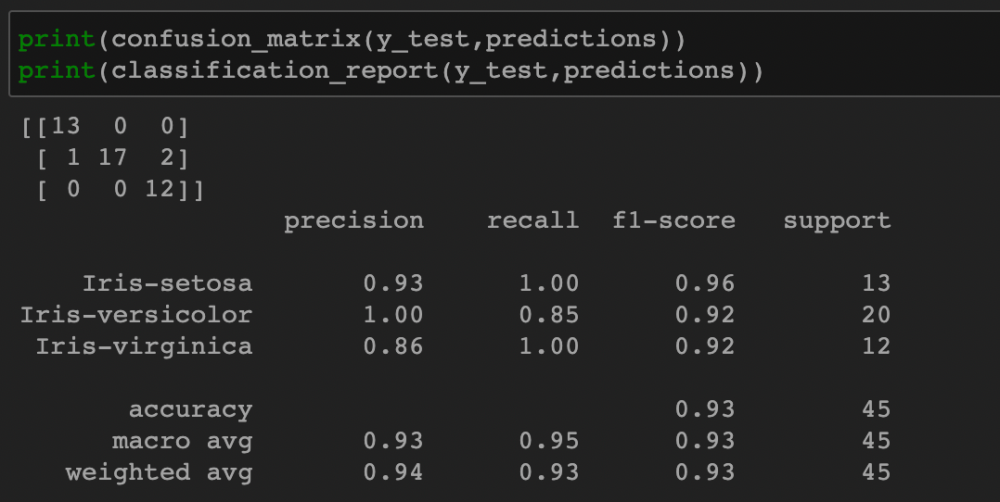 print(confusion_matrix(y_test,predictions))
print(classification_report(y_test,predictions))
[[13  0  0]
 [ 1 17  2]
 [ 0  0 12]]
precision recall f1-score support
Iris-setosa 0.93 1.00 0.96 13
Iris-versicolor 1.00 0.85 0.92 20
Iris-virginica 0.86 1.00 0.92 12
accuracy 0.93 45
macro avg 0.93 0.95 0.93 45
weighted avg 0.94 0.93 0.93 45